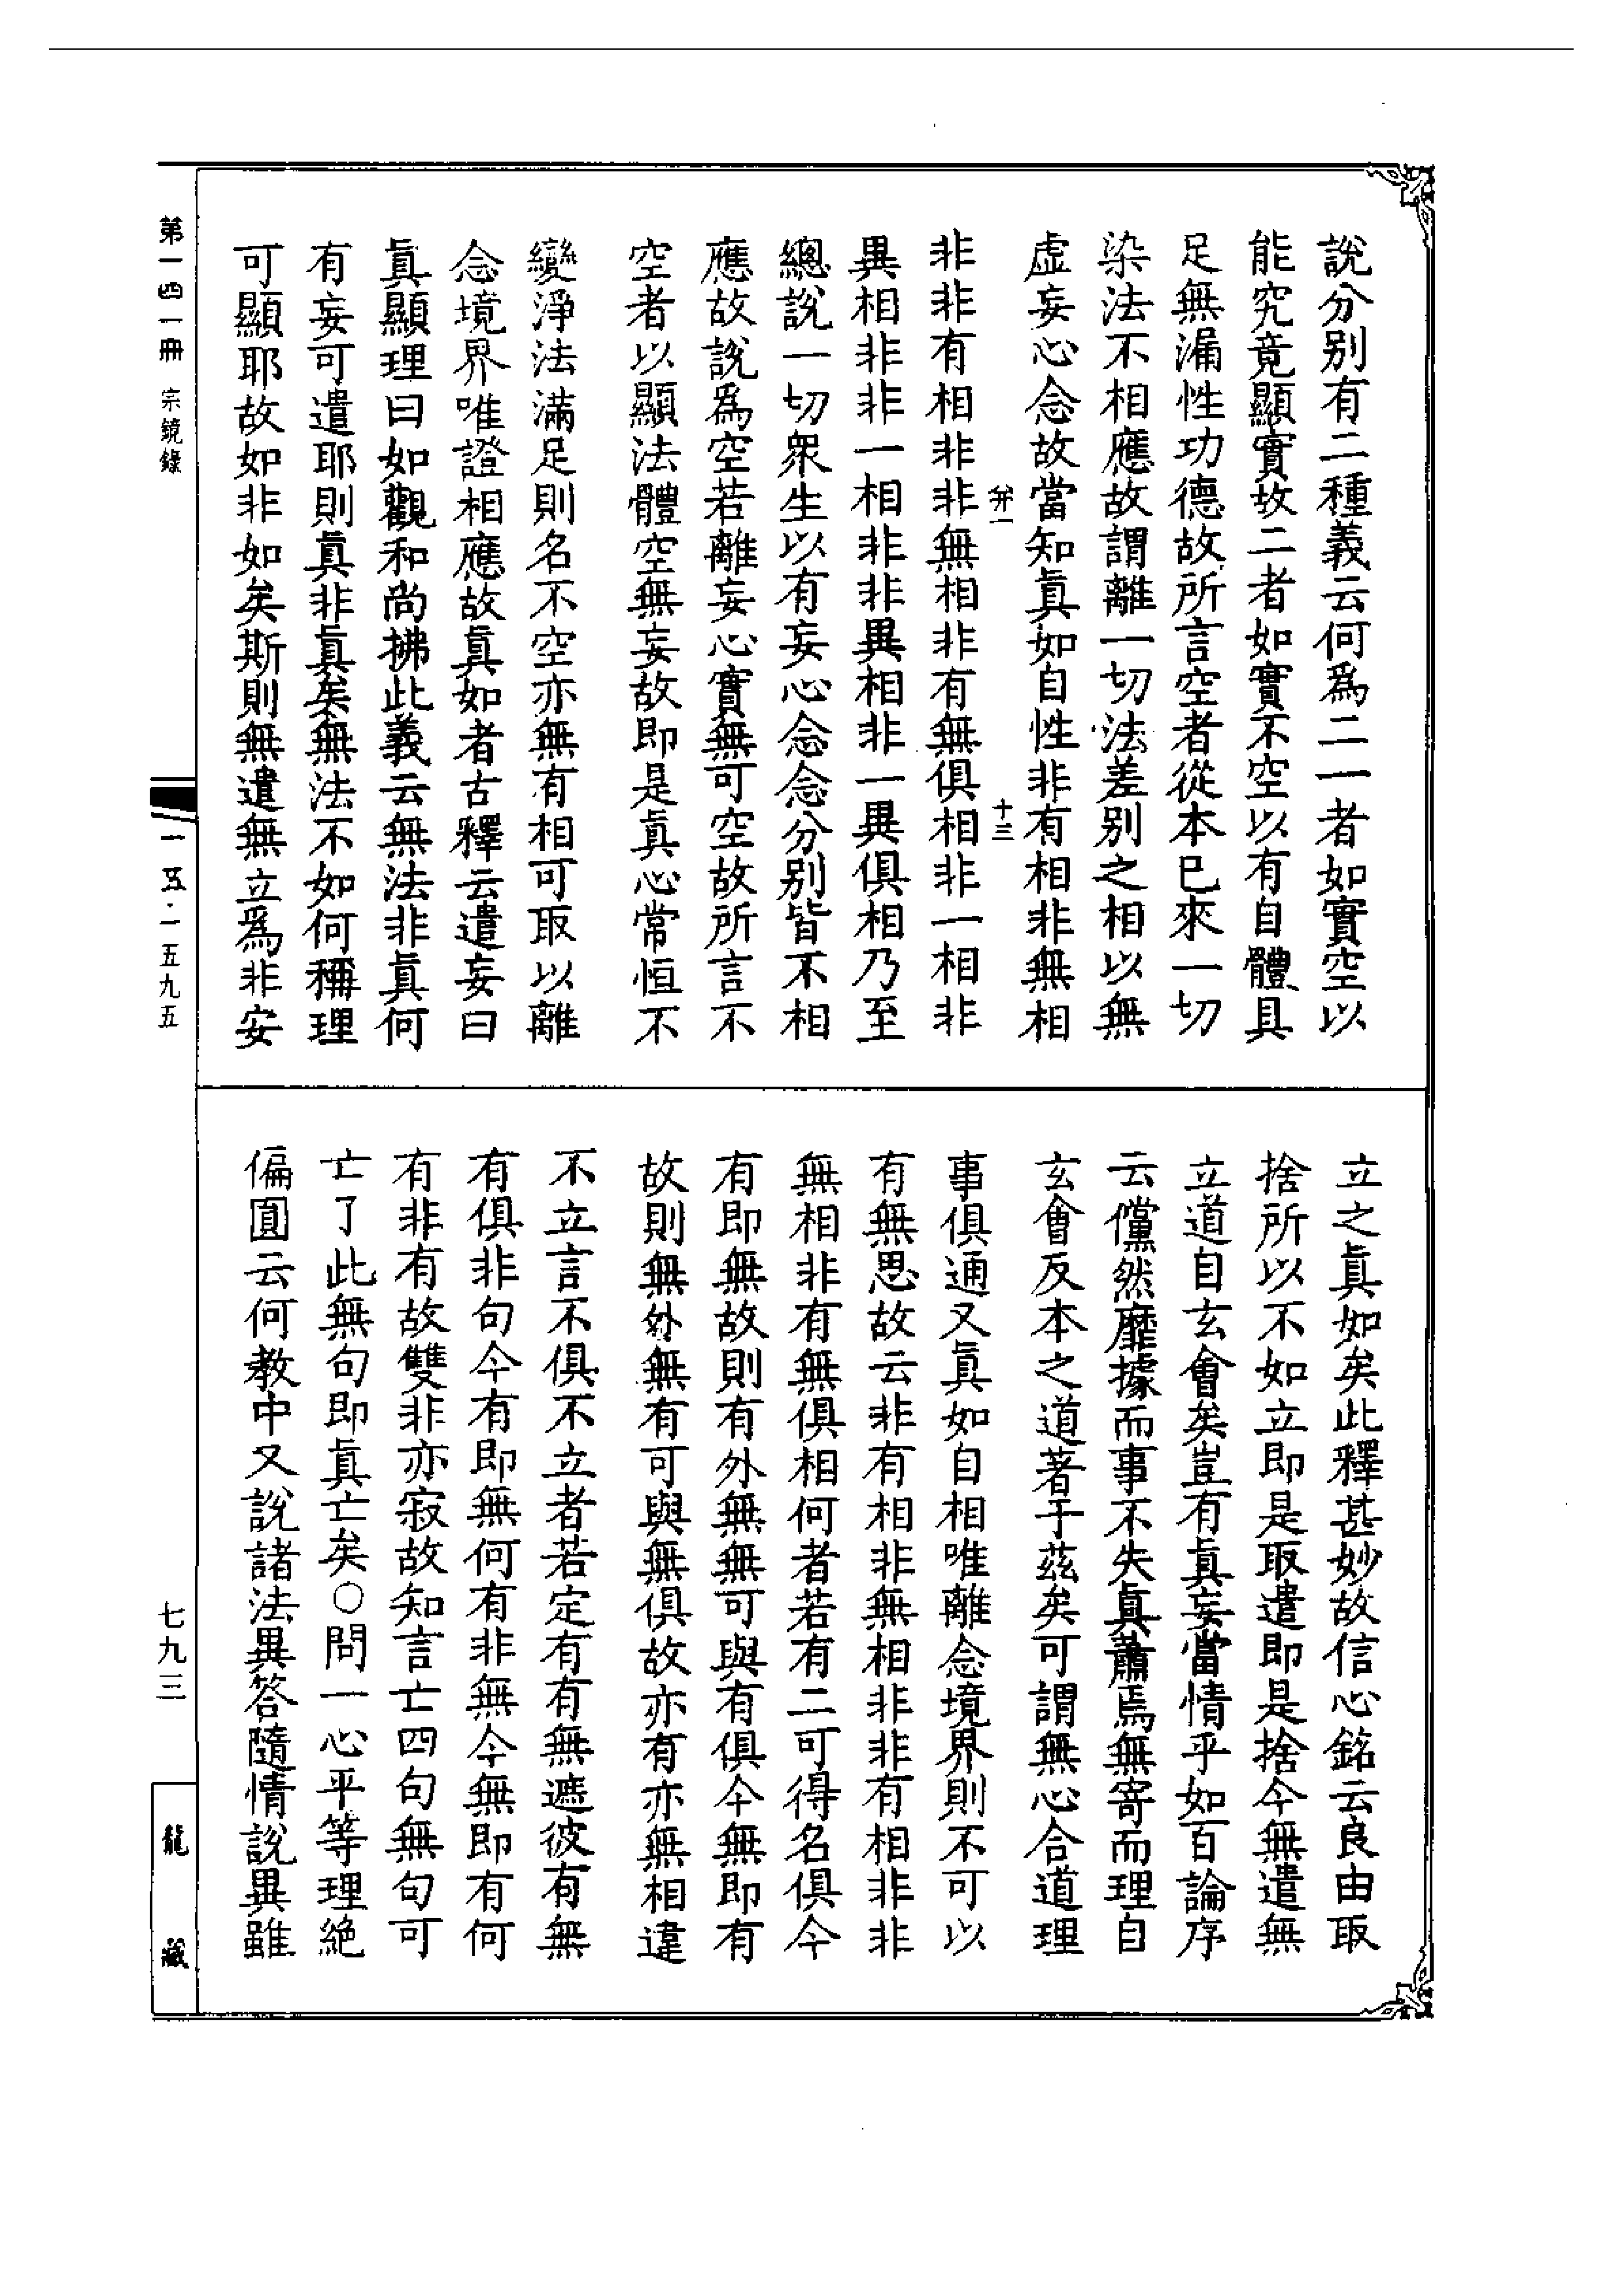 說分别有二種義云何爲二一者如實空以
能究竟顯實故二者如實不空以有自體具
足無漏性功德故所言空者從本巳來一切
染法不相應故謂離一切法差别之相以無
虛妄心念故當知眞如自性非有相非無相
十三
非非有相非非無相非有無俱相非一相非
異相非非一相非非異相非一異俱相乃至
總說一切衆生以有妄心念念分别皆不相
應故說爲空若離妄心實無可空故所言不
空者以顯法體空無妄故即是眞心常恒不
變淨法滿足則名不空亦無有相可取以離
念境界唯證相應故眞如者古釋云遣妄曰
眞顯理曰如觀和尚拂此義云無法非眞何
有妄可遣耶則眞非眞矣無法不如何稱理
可顯耶故如非如矣斯則無遣無立爲非安
立之眞如矣此釋甚妙故信心銘云良由取
捨所以不如立即是取遣即是捨今無遣無
立道自玄會矣豈有眞妄當情乎如百論序
云儻然靡據而事不失眞蕭焉無寄而理自
玄會反本之道著于茲矣可謂無心合道理
事俱通又眞如自相唯離念境界則不可以
有無思故云非有相非無相非非有相非非
無相非有無俱相何者若有二可得名俱今
有即無故則有外無無可與有俱今無即有
故則無外無有可與無俱故亦有亦無相違
不立言不俱不立者若定有有無遮彼有無
有俱非句今有即無何有非無今無即有何
有非有故雙非亦寂故知言亡四句無句可
亡了此無句即眞亡矣○問一心平等理絶
偏圓云何教中又說諸法異答隨情說異雖
第一四一冊 宗鏡錄
一五·一五九五
七九三
龍藏